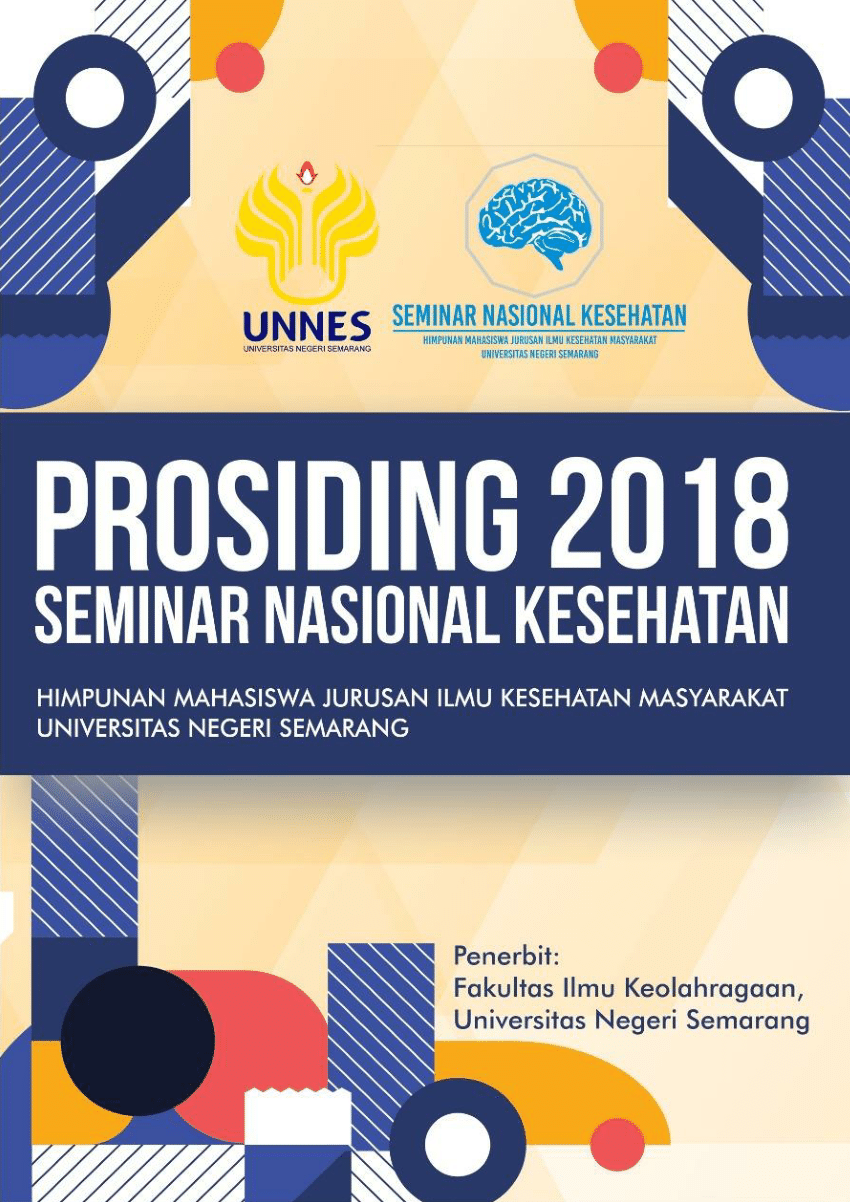 UNNES
UNIVERSITAS NEGERI SEMARANG
SEMINAR NASIONAL KESEHATAN
HIMPUNAN MAHASISWA JURUSAN ILMU KESEHATAN MASYARAKAT
UNIVERSITAS NEGERI SEMARANG
PROSIDING 2018
SEMINAR NASIONAL KESEHATAN
HIMPUNAN MAHASISWA JURUSAN ILMU KESEHATAN MASYARAKAT
UNIVERSITAS NEGERI SEMARANG
Penerbit:
Fakultas Ilmu Keolahragaan,
Universitas Negeri Semarang